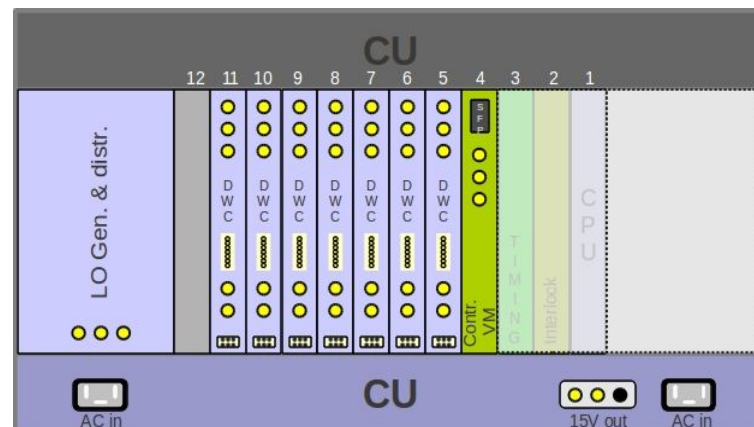 CU
12 11 10 9 8 7 6 5 4 3 2 1
LO Gen. & distr.
DWC
DWC
DWC
DWC
DWC
DWC
DWC
SFP
Contr.
VM
TIMING
Interlock
CPU
CU
AC in
15V out
AC in